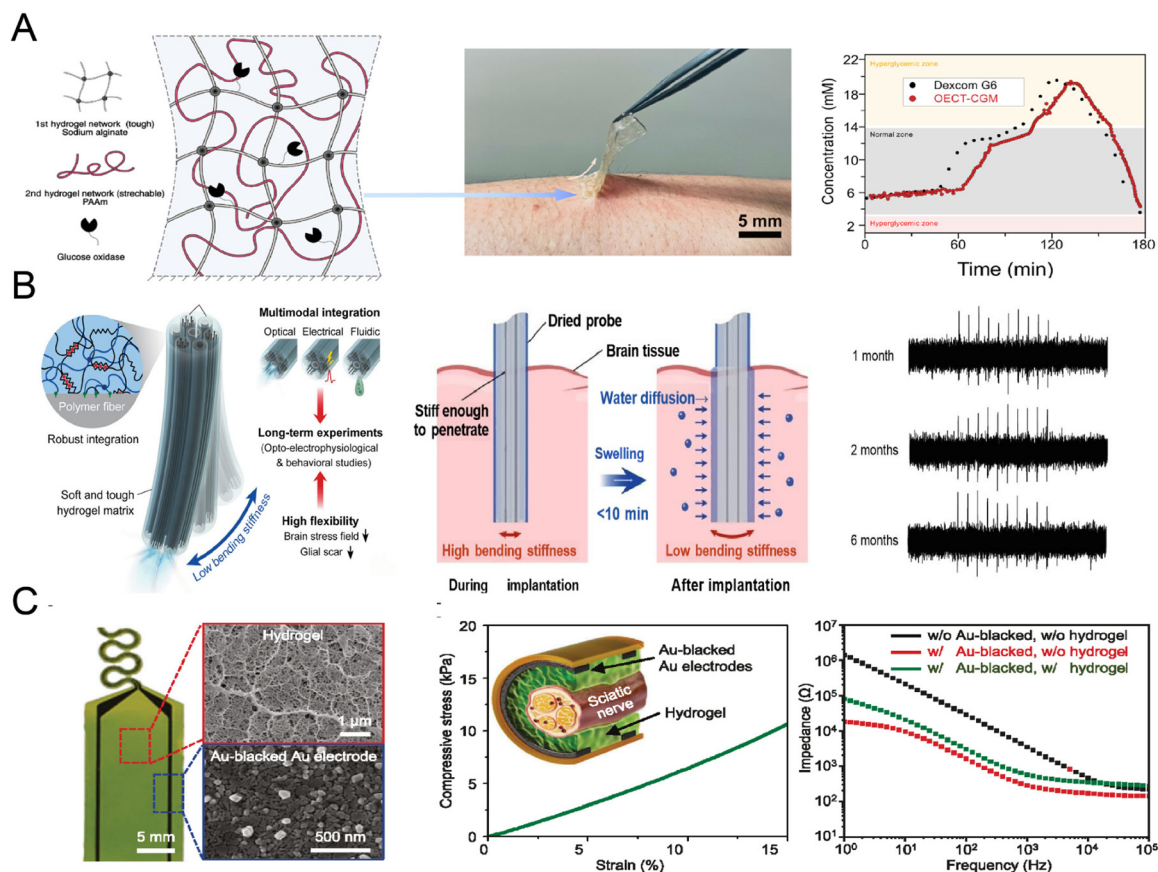 A
1st hydrogel network (tough)
Sodium alginate
2nd hydrogel network (strechable)
PAAm
Glucose oxidase
5 mm
Concentration (mM)
22
18
14
10
6
2
Hyperglycemic zone
Dexcom G6
OECT-CGM
Normal zone
Hyperglycemic zone
0
60
120
180
Time (min)
B
Polymer fiber
Robust integration
Soft and tough
hydrogel matrix
Low bending stiffness
Multimodal integration
Optical Electrical Fluidic
Long-term experiments
(Opto-electrophysiological
& behavioral studies)
High flexibility
Brain stress field
Glial scar
Dried probe
Brain tissue
Stiff enough
to penetrate
Water diffusion
Swelling
<10 min
High bending stiffness
Low bending stiffness
During implantation
After implantation
1 month
2 months
6 months
C
5 mm
Hydrogel
1 µm
Au-blacked Au electrode
500 nm
Compressive stress (kPa)
20
15
10
5
0
Au-blacked
Au electrodes
Sciatic
nerve
Hydrogel
0 5 10 15
Strain (%)
Impedance (Ω)
10⁷
10⁶
10⁵
10⁴
10³
10²
10¹
w/o Au-blacked, w/o hydrogel
w/ Au-blacked, w/o hydrogel
w/ Au-blacked, w/ hydrogel
10⁰ 10¹ 10² 10³ 10⁴ 10⁵
Frequency (Hz)